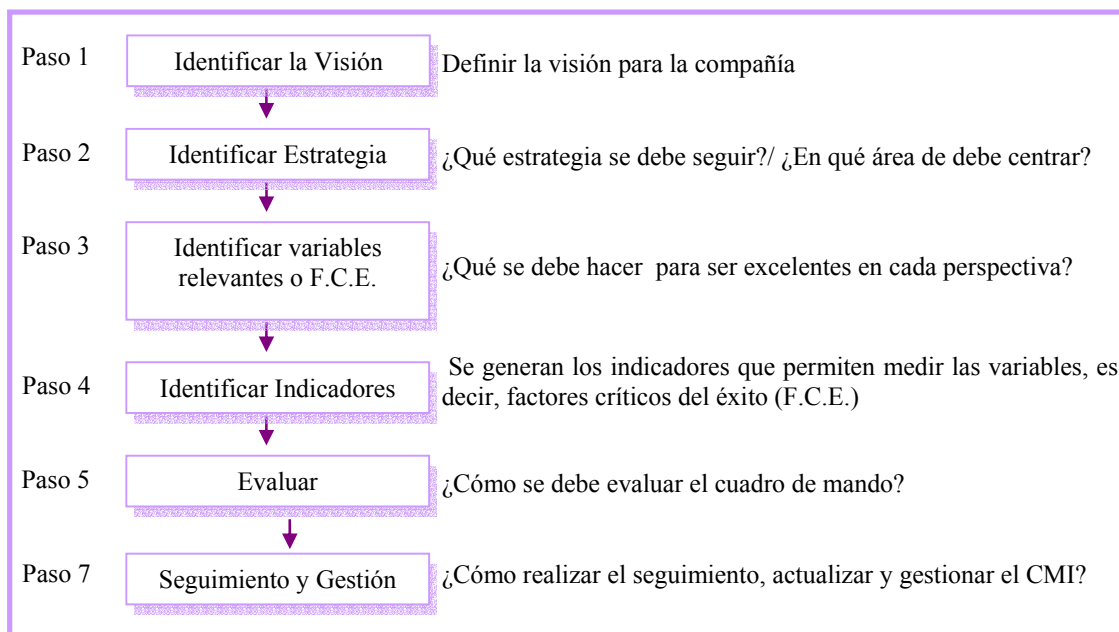 Paso 1
Identificar la Visión
Definir la visión para la compañía
Paso 2
Identificar Estrategia
¿Qué estrategia se debe seguir?/ ¿En qué área de debe centrar?
Paso 3
Identificar variables
relevantes o F.C.E.
¿Qué se debe hacer para ser excelentes en cada perspectiva?
Paso 4
Identificar Indicadores
Se generan los indicadores que permiten medir las variables, es
decir, factores críticos del éxito (F.C.E.)
Paso 5
Evaluar
¿Cómo se debe evaluar el cuadro de mando?
Paso 7
Seguimiento y Gestión
¿Cómo realizar el seguimiento, actualizar y gestionar el CMI?